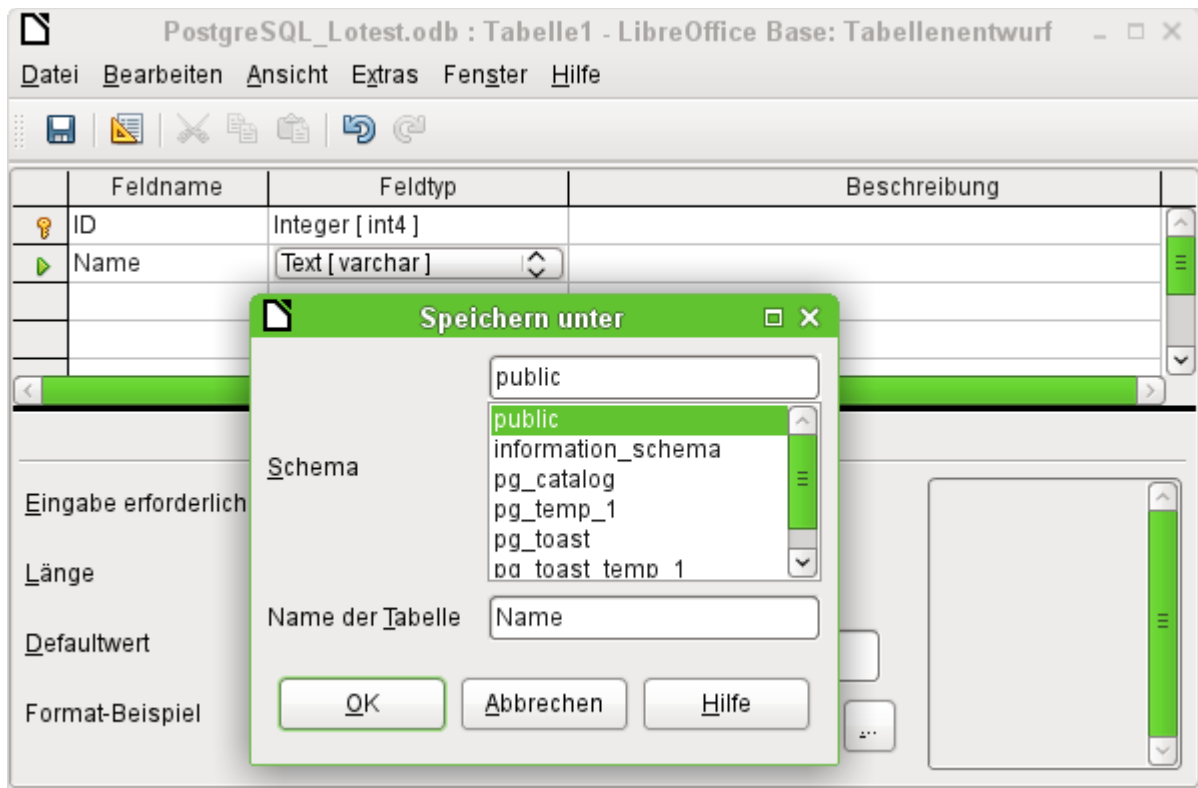 PostgreSQL_Lotest.odb : Tabelle1 - LibreOffice Base: Tabellenentwurf
Datei Bearbeiten Ansicht Extras Fenster Hilfe
Feldname Feldtyp Beschreibung
ID Integer [ int4 ]
Name Text [ varchar ]
Speichern unter
public
public
information_schema
Schema
pg_catalog
pg_temp_1
pg_toast
pg_toast_temp_1
Name der Tabelle Name
OK Abbrechen Hilfe
Eingabe erforderlich
Länge
Defaultwert
Format-Beispiel
...